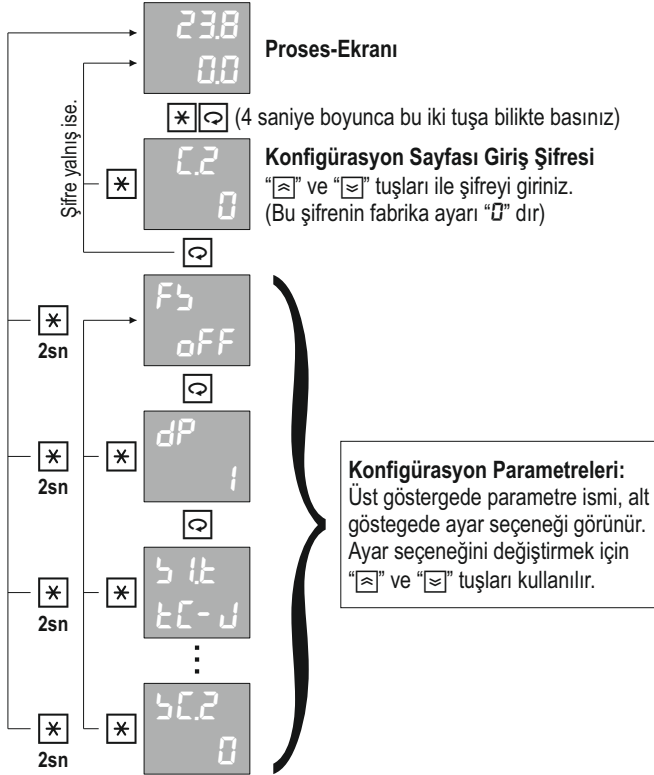 23.8
0.0
Proses-Ekranı
(4 saniye boyunca bu iki tuşa bilikte basınız)
Şifre yalnış ise.
C.2
0
Konfigürasyon Sayfası Giriş Şifresi
“ ” ve “ ” tuşları ile şifreyi giriniz.
(Bu şifrenin fabrika ayarı “0” dır)
FS
oFF
2sn
dP
1
2sn
S1.t
tC-J
2sn
SC.2
0
2sn
Konfigürasyon Parametreleri:
Üst göstergede parametre ismi, alt
göstegede ayar seçeneği görünür.
Ayar seçeneğini değiştirmek için
“ ” ve “ ” tuşları kullanılır.